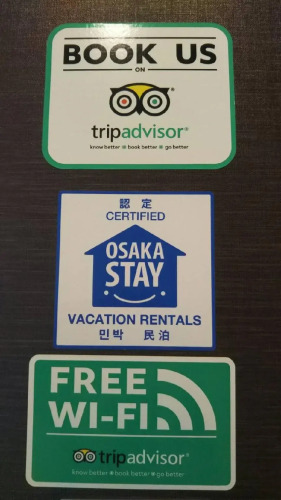 BOOK US
ON
tripadvisor®
know better • book better • go better
認定
CERTIFIED
OSAKA
STAY
VACATION RENTALS
민박 民泊
FREE
WI-FI
tripadvisor®
know better • book better • go better